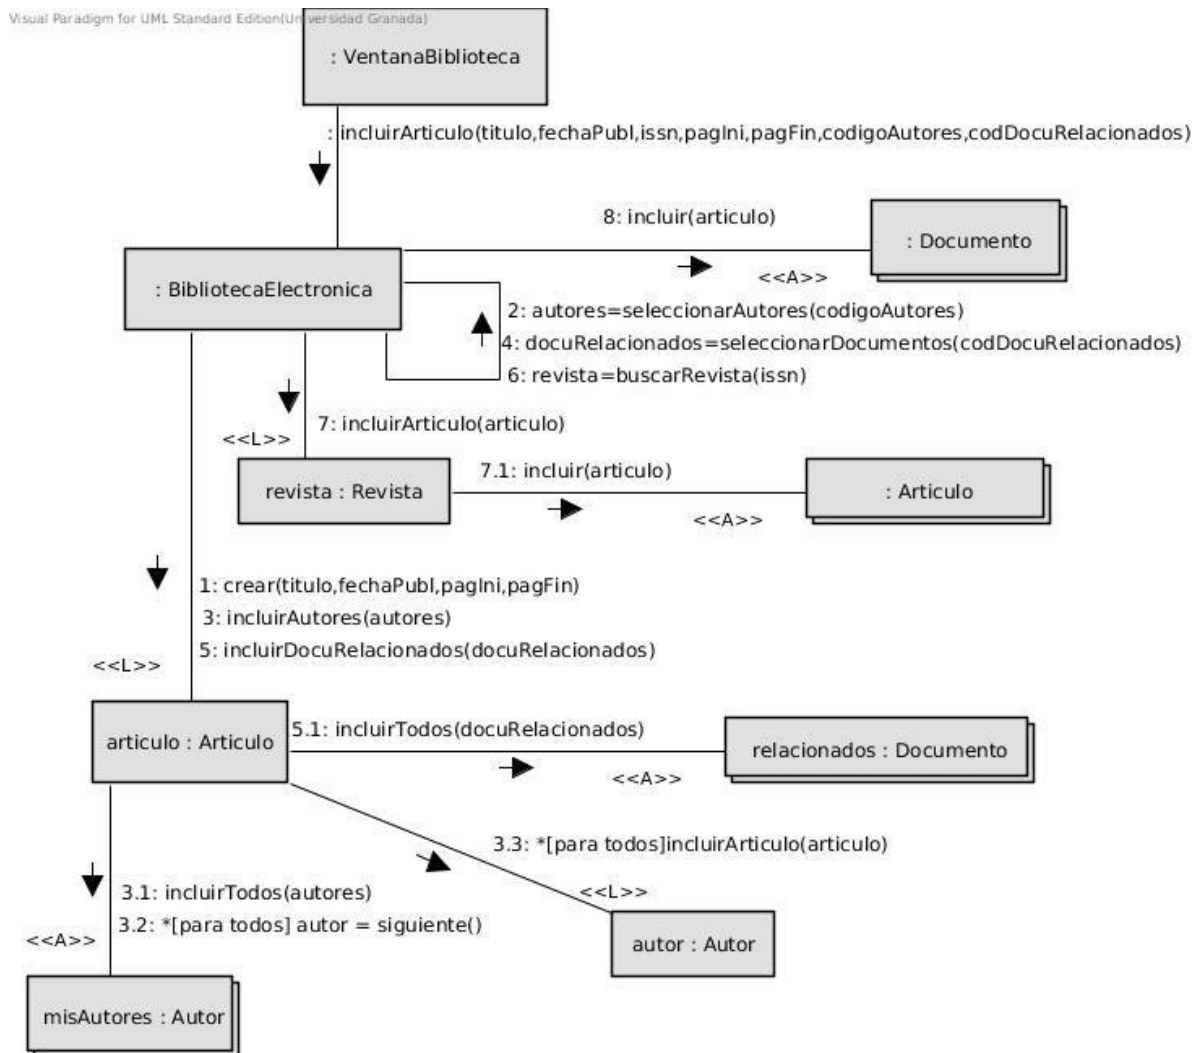 Visual Paradigm for UML Standard Edition(Universidad Granada)
: VentanaBiblioteca
: incluirArticulo(titulo,fechaPubl,issn,pagIni,pagFin,codigoAutores,codDocuRelacionados)
8: incluir(articulo)
: Documento
<<A>>
: BibliotecaElectronica
2: autores=seleccionarAutores(codigoAutores)
4: docuRelacionados=seleccionarDocumentos(codDocuRelacionados)
6: revista=buscarRevista(issn)
7: incluirArticulo(articulo)
<<L>>
revista : Revista
7.1: incluir(articulo)
: Articulo
<<A>>
1: crear(titulo,fechaPubl,pagIni,pagFin)
3: incluirAutores(autores)
5: incluirDocuRelacionados(docuRelacionados)
<<L>>
articulo : Articulo
5.1: incluirTodos(docuRelacionados)
relacionados : Documento
<<A>>
3.3: *[para todos]incluirArticulo(articulo)
<<L>>
3.1: incluirTodos(autores)
3.2: *[para todos] autor = siguiente()
<<A>>
autor : Autor
misAutores : Autor